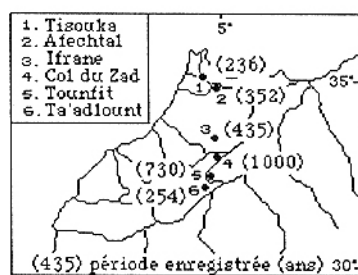 1. Tisouka
2. Afechtal
3. Ifrane
4. Col du Zad
5. Tounfit
6. Ta'adlount
5°
35°
(236)
1
2
(352)
3
(435)
4
(730)
(1000)
5
(254)
6
(435) période enregistrée (ans)
30°